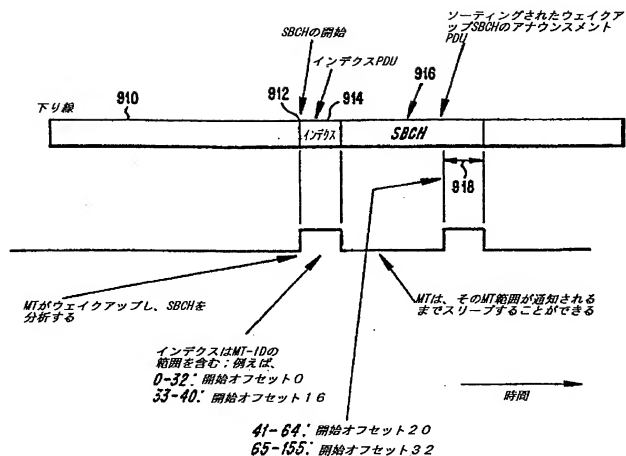 SBCHの開始
ソーティングされたウェイクア
ップSBCHのアナウンスメント
PDU
インデクスPDU
下り線
910
912
914
916
インデクス
SBCH
918
MTがウェイクアップし、SBCHを
分析する
MTは、そのMT範囲が通知される
までスリープすることができる
インデクスはMT-IDの
範囲を含む；例えば、
0-32: 開始オフセット0
33-40: 開始オフセット16
時間
41-64: 開始オフセット20
65-155: 開始オフセット32